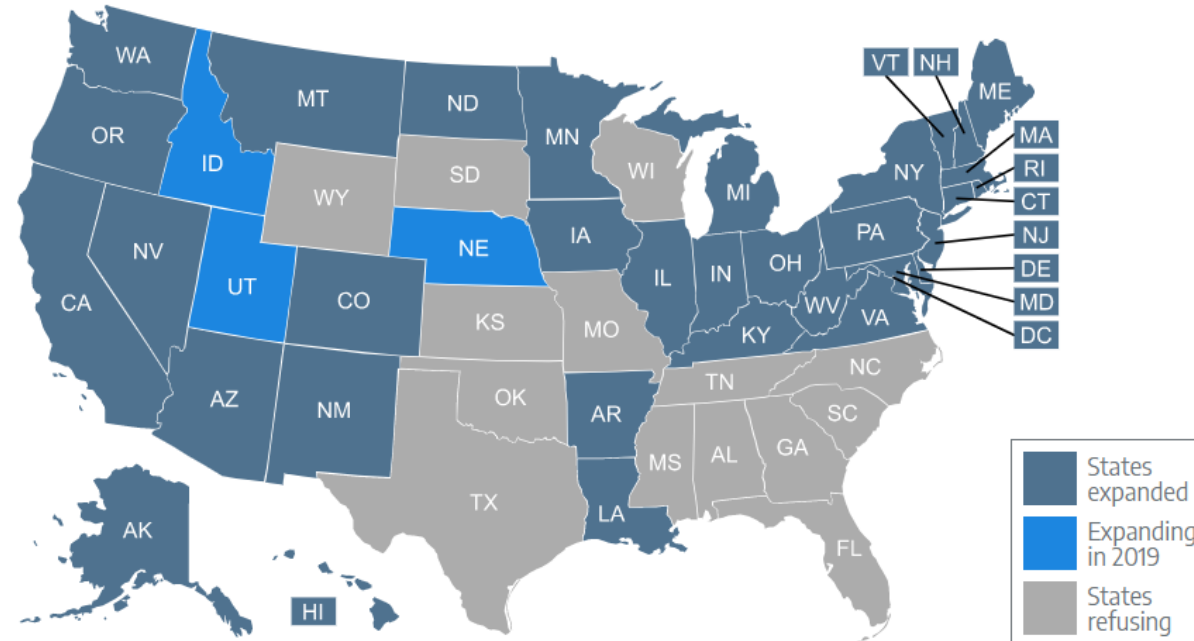 WA
MT
ND
MN
VT
NH
ME
OR
ID
WY
SD
WI
MI
NY
MA
RI
CT
NJ
DE
MD
DC
NV
UT
NE
IA
PA
CA
CO
IL
IN
OH
WV
VA
KS
MO
KY
AZ
NM
OK
AR
TN
NC
SC
TX
LA
MS
AL
GA
FL
AK
HI
States
expanded
Expanding
in 2019
States
refusing